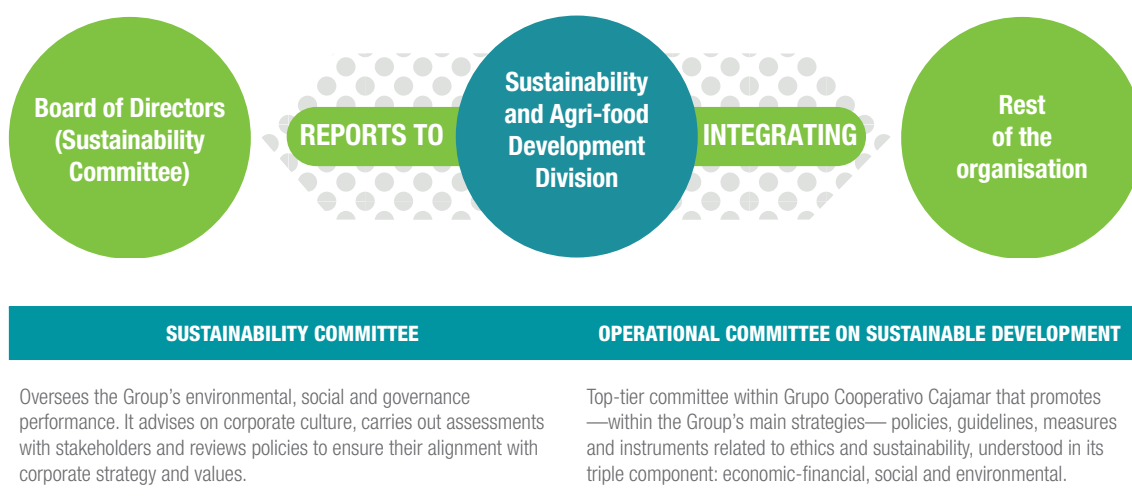 Board of Directors
(Sustainability
Committee)
REPORTS TO
Sustainability
and Agri-food
Development
Division
INTEGRATING
Rest
of the
organisation
SUSTAINABILITY COMMITTEE
Oversees the Group's environmental, social and governance
performance. It advises on corporate culture, carries out assessments
with stakeholders and reviews policies to ensure their alignment with
corporate strategy and values.
OPERATIONAL COMMITTEE ON SUSTAINABLE DEVELOPMENT
Top-tier committee within Grupo Cooperativo Cajamar that promotes
—within the Group's main strategies— policies, guidelines, measures
and instruments related to ethics and sustainability, understood in its
triple component: economic-financial, social and environmental.